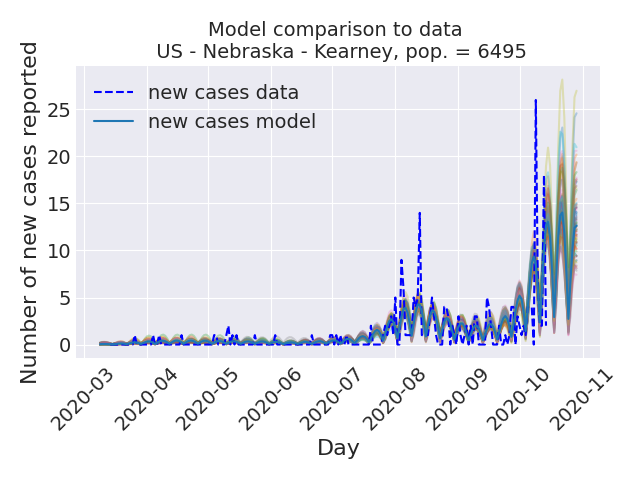 Model comparison to data
US - Nebraska - Kearney, pop. = 6495
new cases data
new cases model
Number of new cases reported
25
20
15
10
5
0
2020-03
2020-04
2020-05
2020-06
2020-07
2020-08
2020-09
2020-10
2020-11
Day